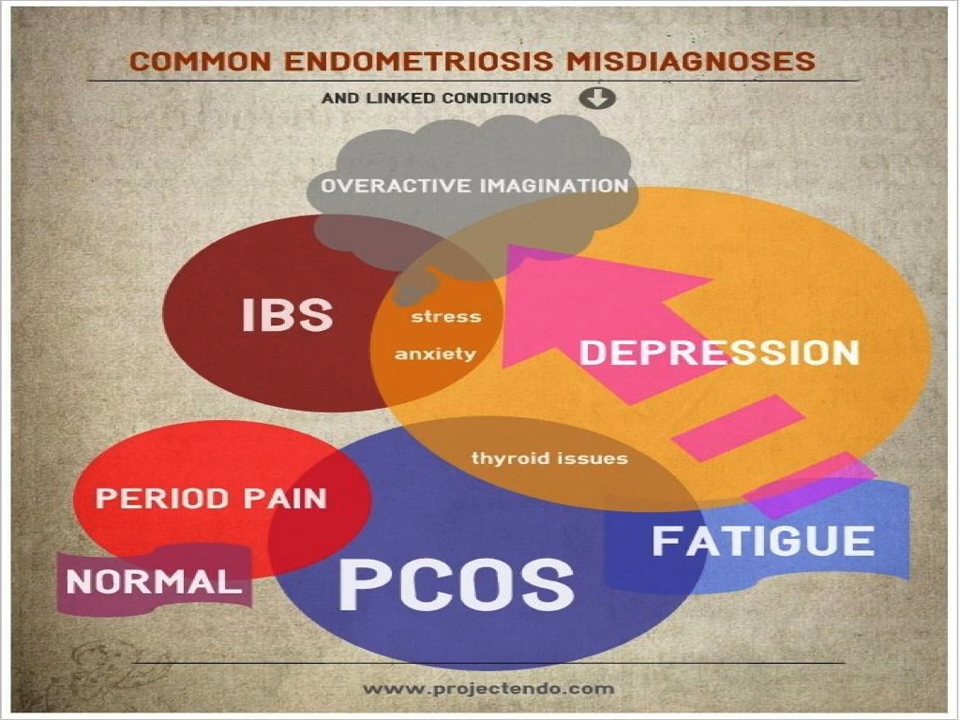 COMMON ENDOMETRIOSIS MISDIAGNOSES
AND LINKED CONDITIONS
OVERACTIVE IMAGINATION
IBS
stress
anxiety
DEPRESSION
thyroid issues
PERIOD PAIN
FATIGUE
NORMAL
PCOS
www.projectendo.com